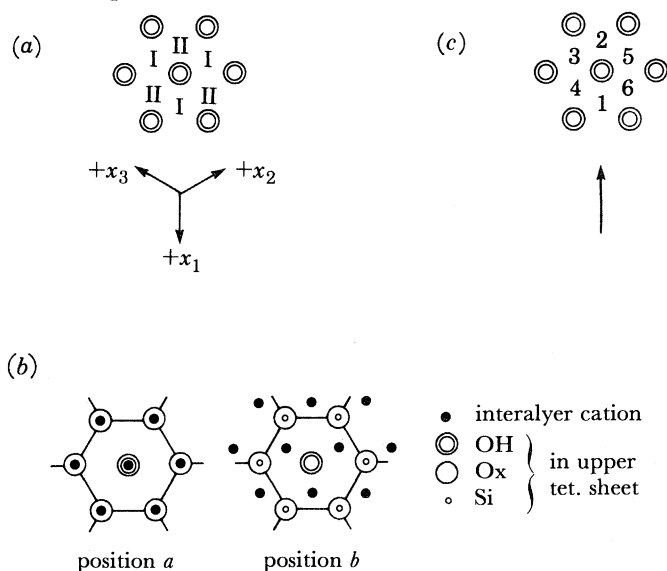 (a)
II
I I
II II
I
+x3 +x2
+x1
(c)
2
3 5
4 6
1
(b)
position a
position b
interalyer cation
OH
Ox
Si
in upper
tet. sheet